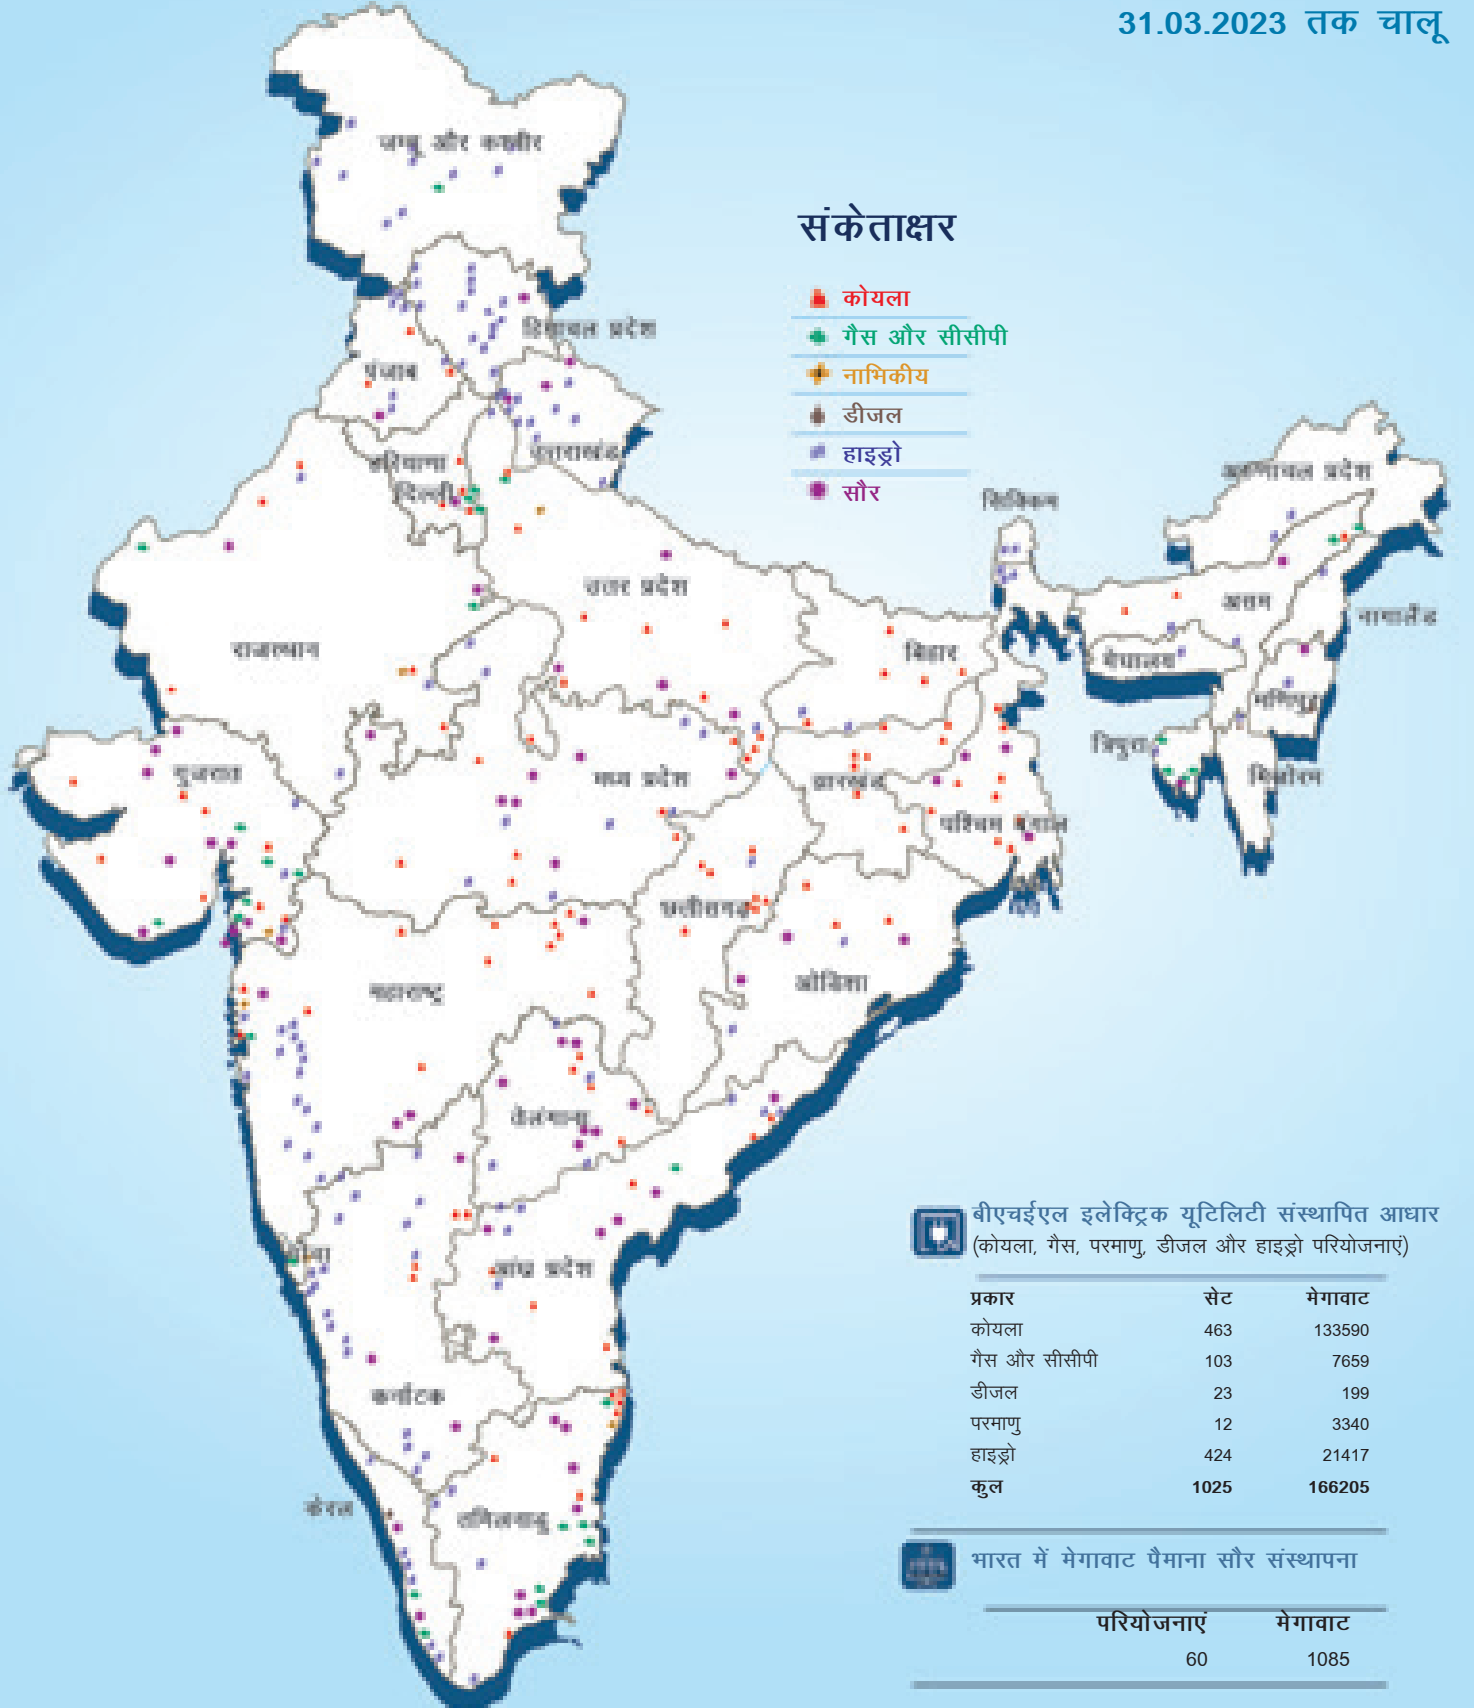 31.03.2023 तक चालू
जम्मू और कश्मीर
संकेताक्षर
कोयला
गैस और सीसीपी
नाभिकीय
डीजल
हाइड्रो
सौर
हिमाचल प्रदेश
पंजाब
उत्तराखंड
हरियाणा
दिल्ली
अरुणाचल प्रदेश
सिक्किम
उत्तर प्रदेश
असम
नागालैंड
राजस्थान
बिहार
मेघालय
मणिपुर
त्रिपुरा
मिजोरम
गुजरात
मध्य प्रदेश
झारखंड
पश्चिम बंगाल
छत्तीसगढ़
ओडिशा
महाराष्ट्र
तेलंगाना
गोवा
आंध्र प्रदेश
कर्नाटक
केरल
तमिलनाडु
बीएचईएल इलेक्ट्रिक यूटिलिटी संस्थापित आधार
(कोयला, गैस, परमाणु, डीजल और हाइड्रो परियोजनाएं)
प्रकार सेट मेगावाट
कोयला 463 133590
गैस और सीसीपी 103 7659
डीजल 23 199
परमाणु 12 3340
हाइड्रो 424 21417
कुल 1025 166205
भारत में मेगावाट पैमाना सौर संस्थापना
परियोजनाएं मेगावाट
60 1085